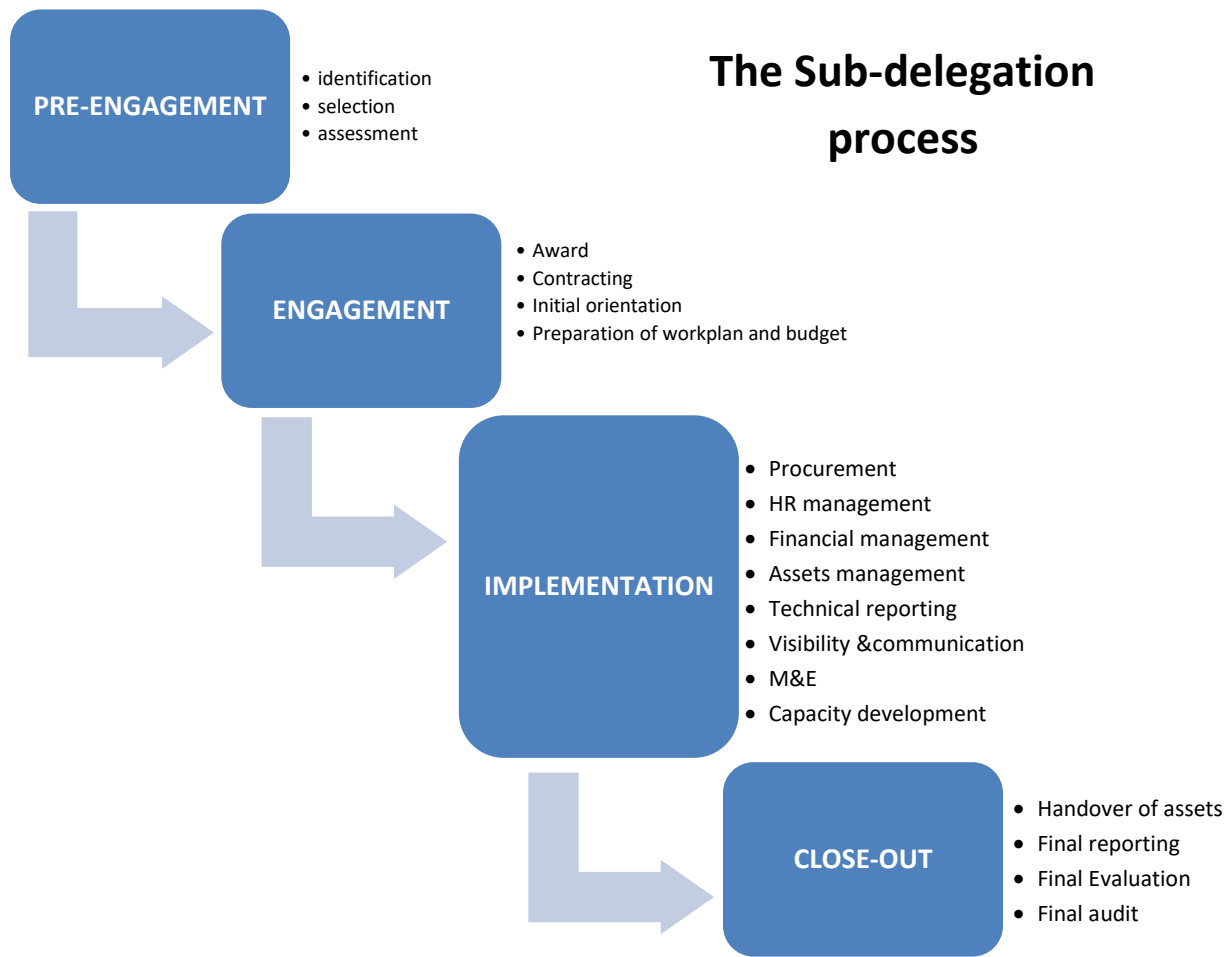 The Sub-delegation
process
PRE-ENGAGEMENT
• identification
• selection
• assessment
ENGAGEMENT
• Award
• Contracting
• Initial orientation
• Preparation of workplan and budget
IMPLEMENTATION
• Procurement
• HR management
• Financial management
• Assets management
• Technical reporting
• Visibility &communication
• M&E
• Capacity development
CLOSE-OUT
• Handover of assets
• Final reporting
• Final Evaluation
• Final audit